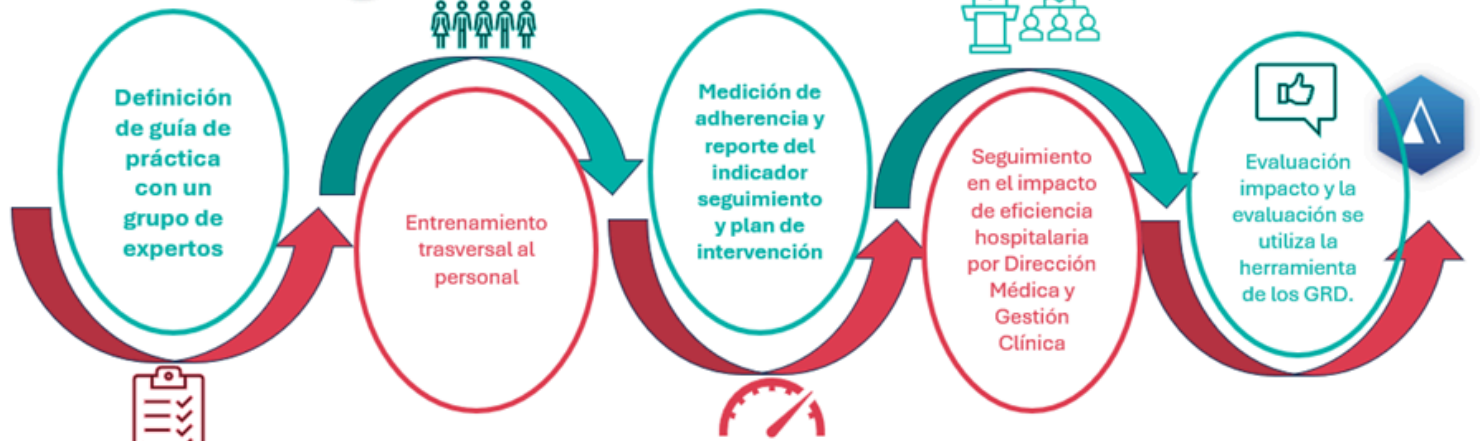 Definición
de guía de
práctica
con un
grupo de
expertos
Entrenamiento
trasversal al
personal
Medición de
adherencia y
reporte del
indicador
seguimiento
y plan de
intervención
Seguimiento
en el impacto
de eficiencia
hospitalaria
por Dirección
Médica y
Gestión
Clínica
Evaluación
impacto y la
evaluación se
utiliza la
herramienta
de los GRD.